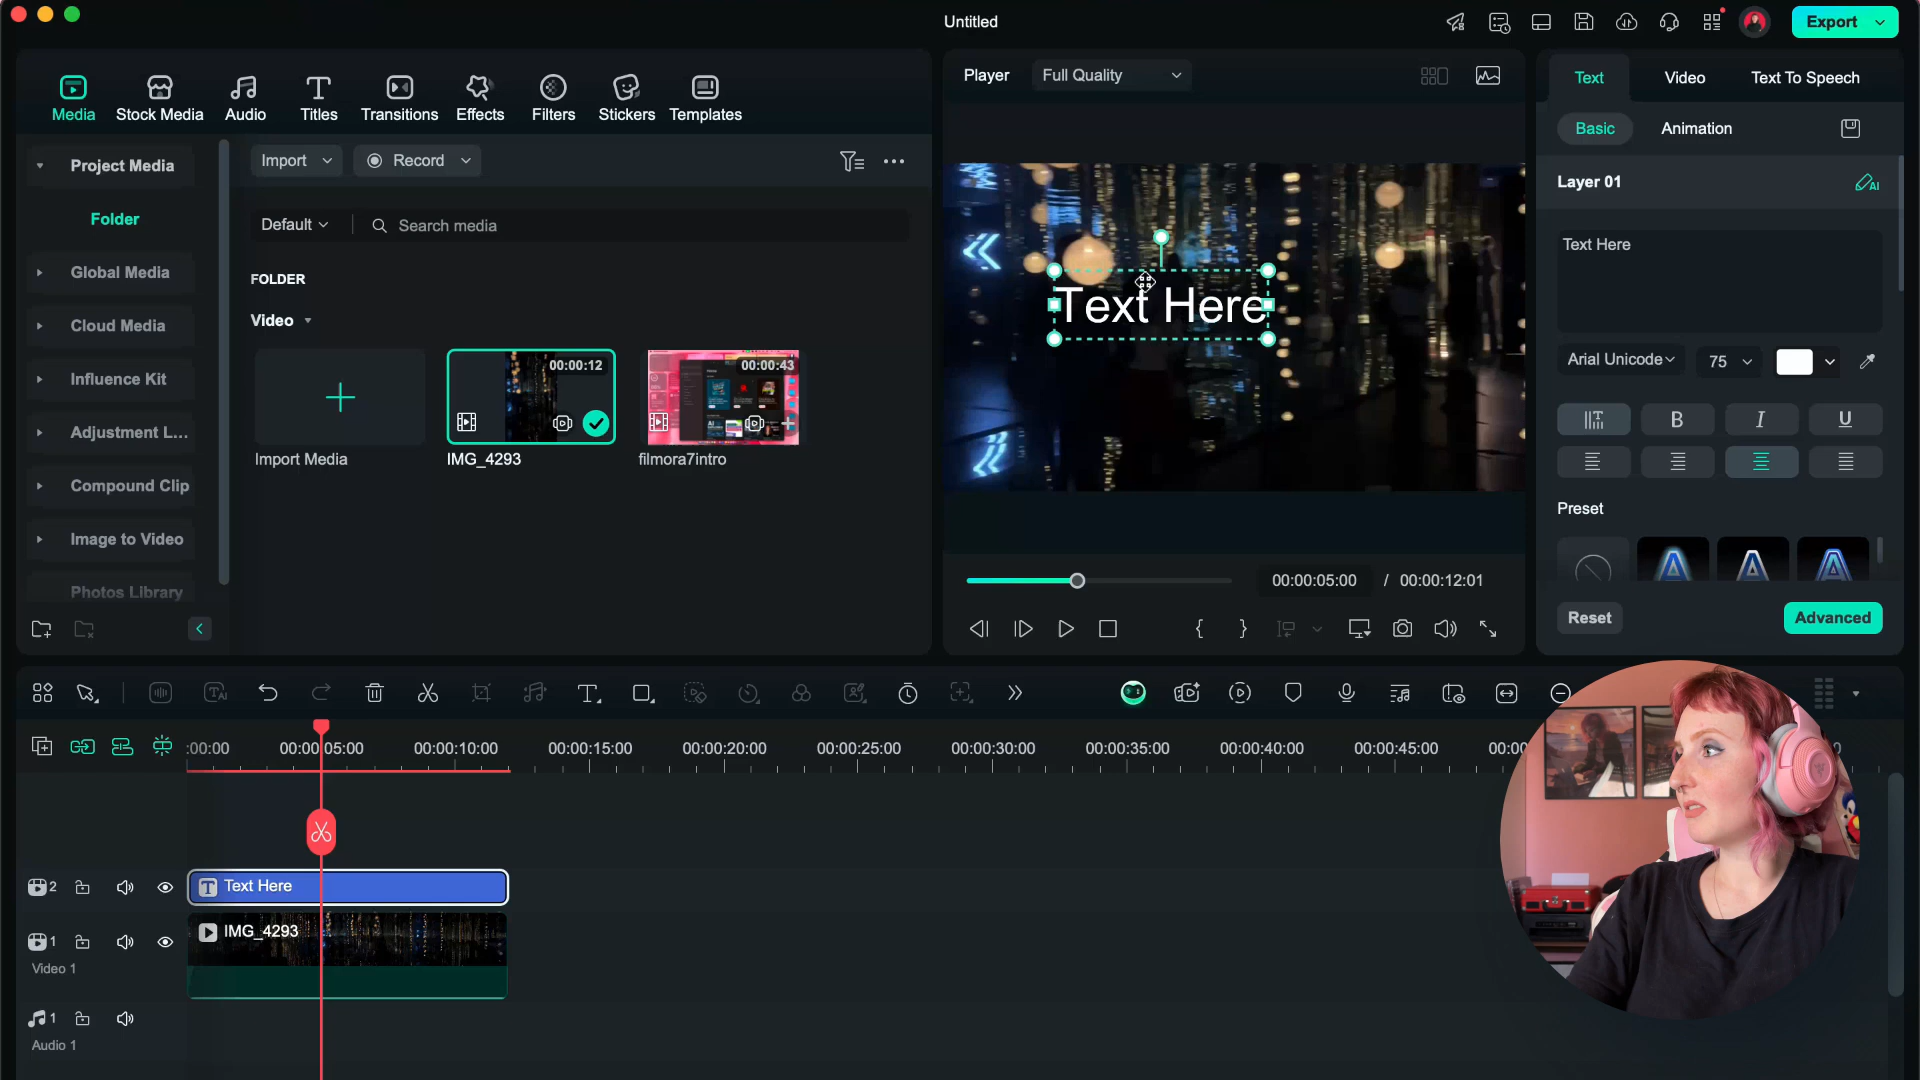 Untitled
Export
Media
Stock Media
Audio
Titles
Transitions
Effects
Filters
Stickers
Templates
Player
Full Quality
Text
Video
Text To Speech
Basic
Animation
Project Media
Folder
Global Media
Cloud Media
Influence Kit
Adjustment L...
Compound Clip
Image to Video
Photos Library
Import
Record
Default
Search media
FOLDER
Video
Import Media
00:00:12
IMG_4293
00:00:43
filmora7intro
Text Here
00:00:05:00 / 00:00:12:01
Layer 01
AI
Text Here
Arial Unicode
75
B
I
U
Preset
A
A
A
Reset
Advanced
:00:00
00:00:05:00
00:00:10:00
00:00:15:00
00:00:20:00
00:00:25:00
00:00:30:00
00:00:35:00
00:00:40:00
00:00:45:00
2
T Text Here
1
IMG_4293
Video 1
1
Audio 1